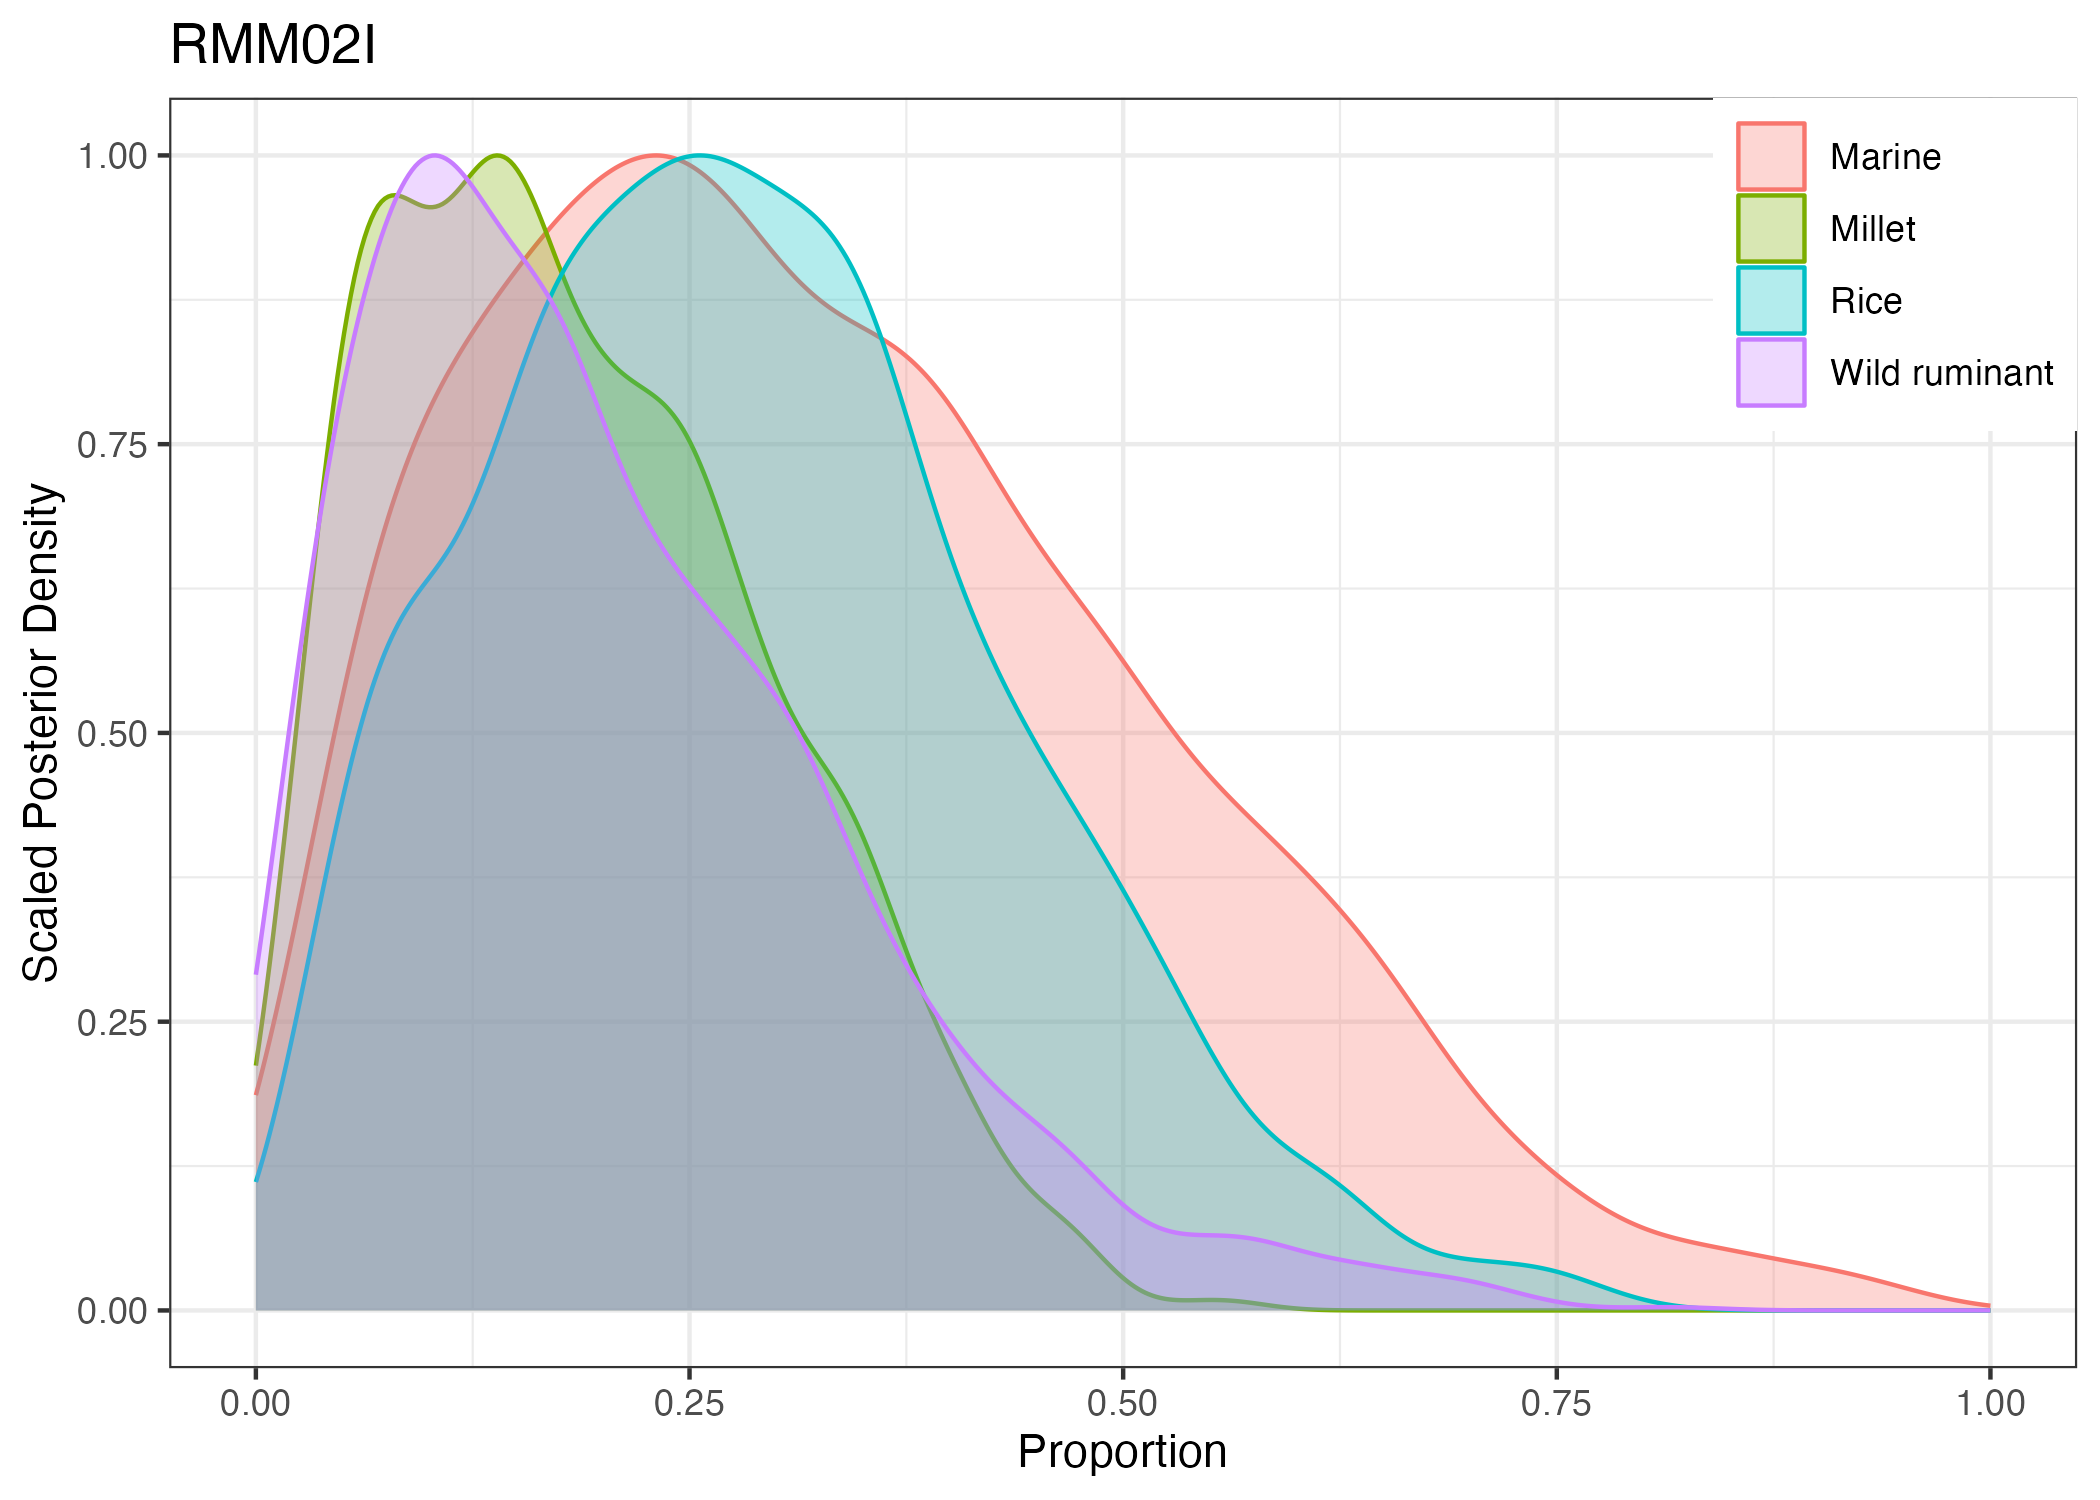 RMM02I
Marine
Millet
Rice
Wild ruminant
1.00
0.75
0.50
0.25
0.00
Scaled Posterior Density
0.00 0.25 0.50 0.75 1.00
Proportion